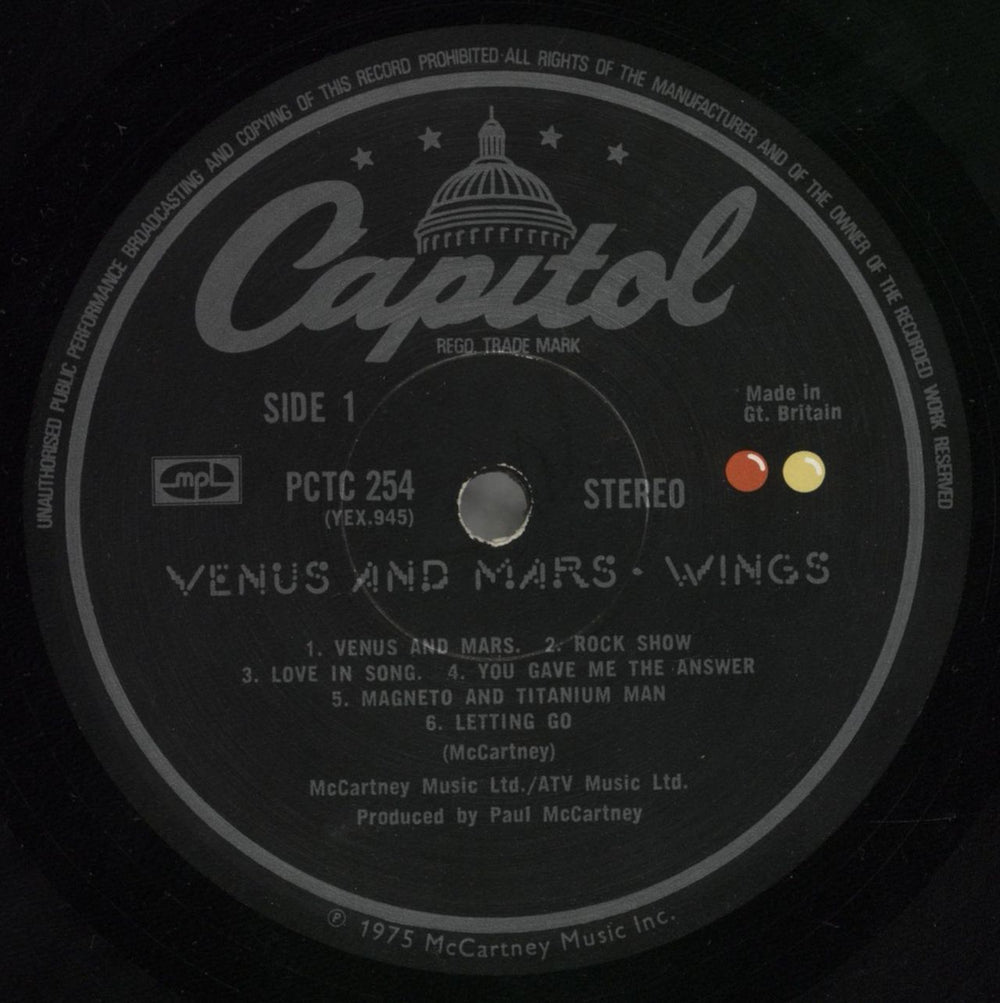 UNAUTHORISED PUBLIC PERFORMANCE BROADCASTING AND COPYING OF THIS RECORD PROHIBITED·ALL RIGHTS OF THE MANUFACTURER AND OF THE OWNER OF THE RECORDED WORK RESERVED
Capitol
REGD. TRADE MARK
SIDE 1
Made in
Gt. Britain
mpl
PCTC 254
STEREO
(YEX.945)
VENUS AND MARS · WINGS
1. VENUS AND MARS. 2. ROCK SHOW
3. LOVE IN SONG. 4. YOU GAVE ME THE ANSWER
5. MAGNETO AND TITANIUM MAN
6. LETTING GO
(McCartney)
McCartney Music Ltd./ATV Music Ltd.
Produced by Paul McCartney
℗ 1975 McCartney Music Inc.